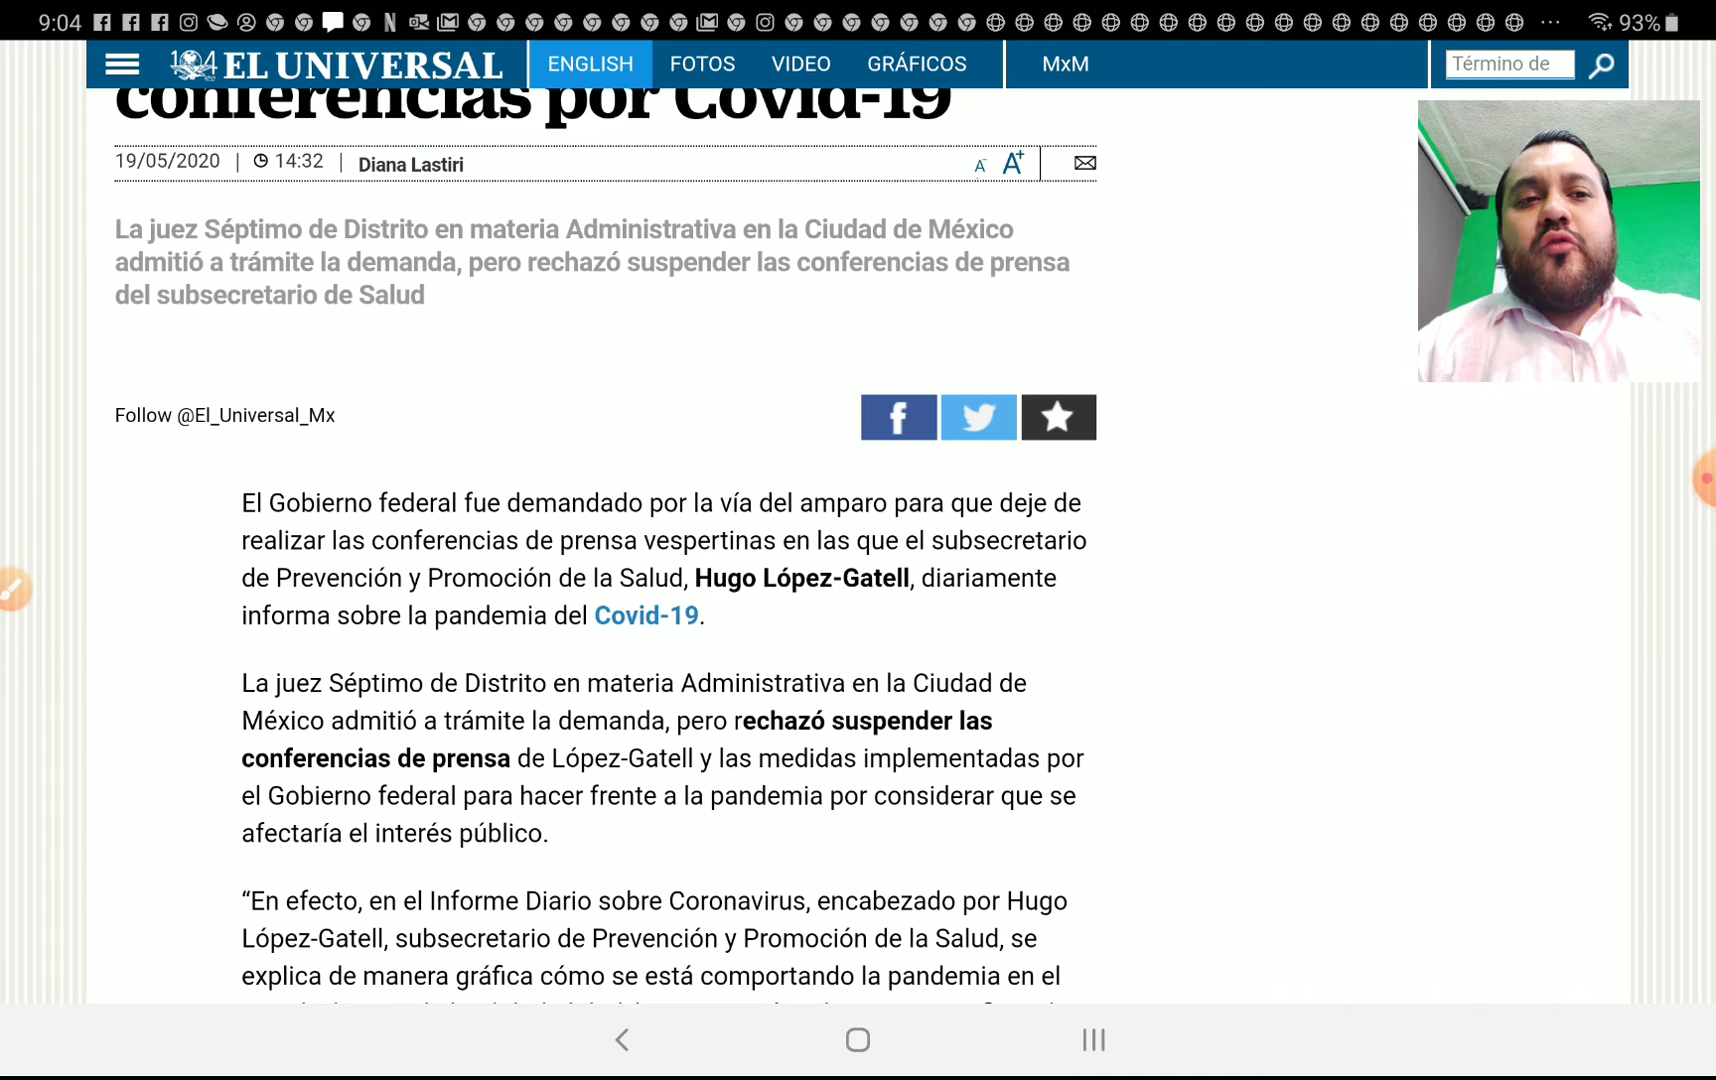 9:04
93%
104 EL UNIVERSAL
ENGLISH FOTOS VIDEO GRÁFICOS MxM
Término de
conferencias por Covid-19
19/05/2020 | 14:32 | Diana Lastiri
A- A+
La juez Séptimo de Distrito en materia Administrativa en la Ciudad de México
admitió a trámite la demanda, pero rechazó suspender las conferencias de prensa
del subsecretario de Salud
Follow @El_Universal_Mx
El Gobierno federal fue demandado por la vía del amparo para que deje de
realizar las conferencias de prensa vespertinas en las que el subsecretario
de Prevención y Promoción de la Salud, Hugo López-Gatell, diariamente
informa sobre la pandemia del Covid-19.
La juez Séptimo de Distrito en materia Administrativa en la Ciudad de
México admitió a trámite la demanda, pero rechazó suspender las
conferencias de prensa de López-Gatell y las medidas implementadas por
el Gobierno federal para hacer frente a la pandemia por considerar que se
afectaría el interés público.
“En efecto, en el Informe Diario sobre Coronavirus, encabezado por Hugo
López-Gatell, subsecretario de Prevención y Promoción de la Salud, se
explica de manera gráfica cómo se está comportando la pandemia en el